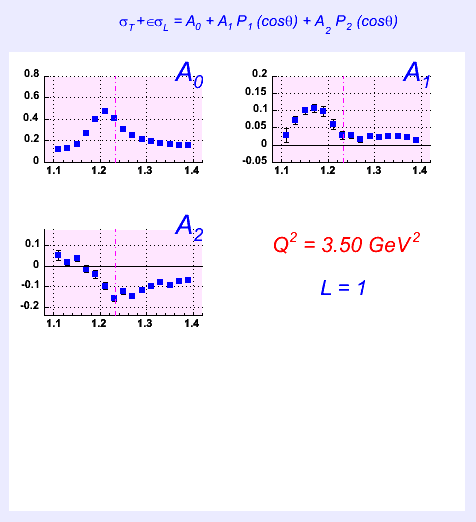 σT+εσL = A0 + A1 P1 (cosθ) + A2 P2 (cosθ)
A0
0.8
0.6
0.4
0.2
0
1.1 1.2 1.3 1.4
A1
0.2
0.15
0.1
0.05
0
-0.05
1.1 1.2 1.3 1.4
A2
0.1
0
-0.1
-0.2
1.1 1.2 1.3 1.4
Q2 = 3.50 GeV2
L = 1